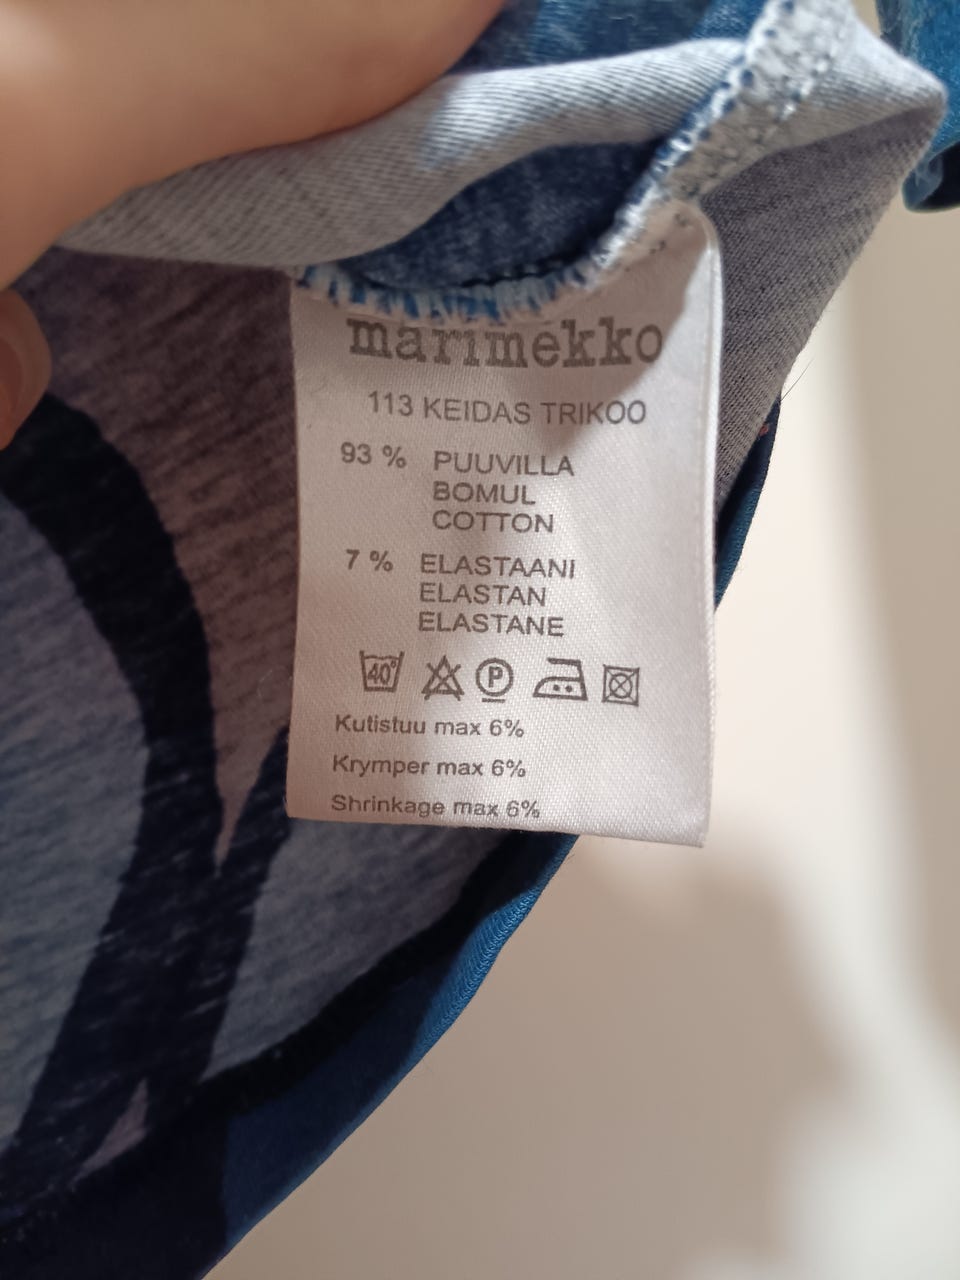 marimekko
113 KEIDAS TRIKOO
93 % PUUVILLA
BOMUL
COTTON
7 % ELASTAANI
ELASTAN
ELASTANE
40° P
Kutistuu max 6%
Krymper max 6%
Shrinkage max 6%